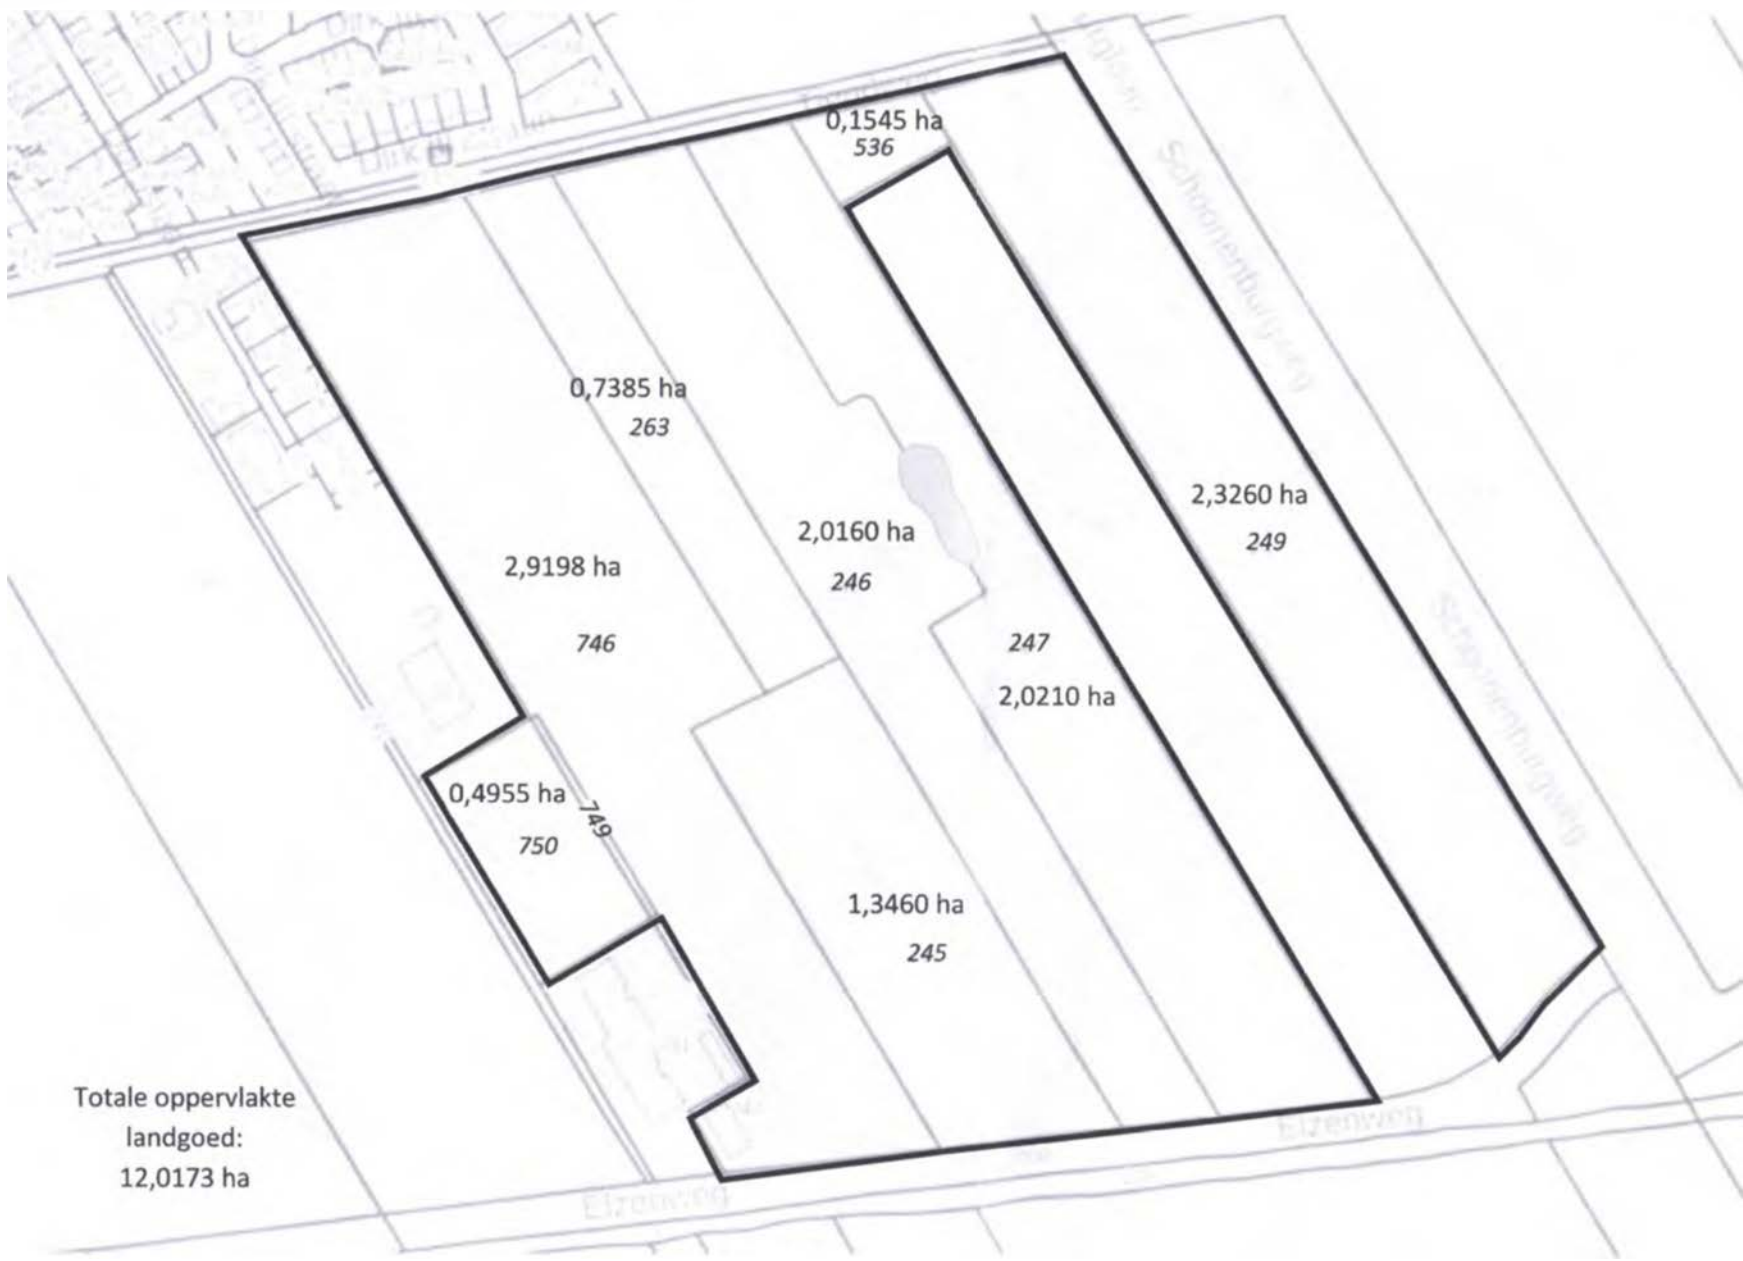 0,1545 ha
536
Schoonenburgweg
0,7385 ha
263
2,3260 ha
249
2,0160 ha
246
2,9198 ha
746
247
2,0210 ha
Schoonenburgweg
0,4955 ha
749
750
1,3460 ha
245
Totale oppervlakte
landgoed:
12,0173 ha
Elzenweg
Elzenweg